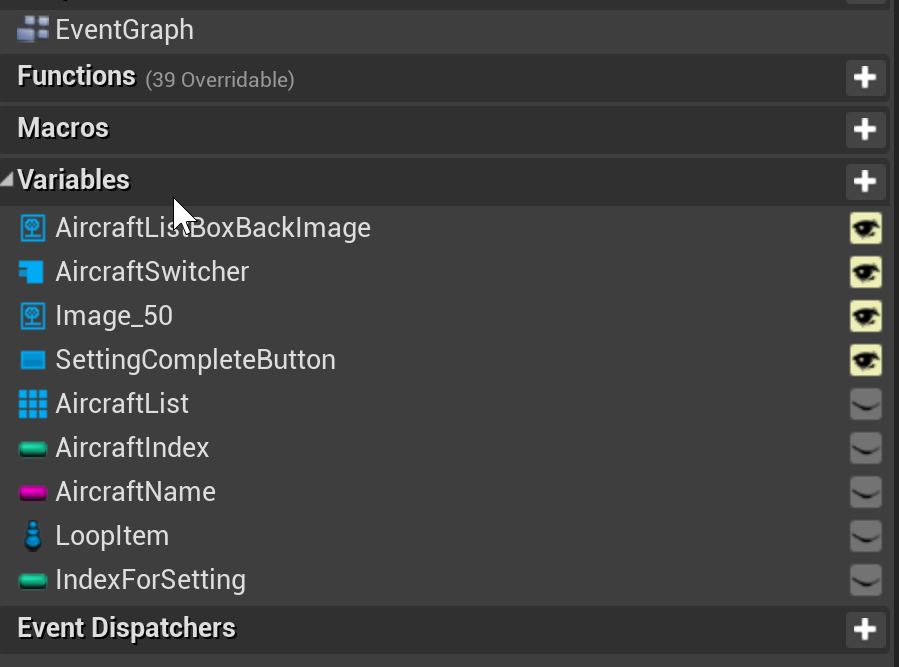 EventGraph
Functions (39 Overridable)
Macros
Variables
AircraftListBoxBackImage
AircraftSwitcher
Image_50
SettingCompleteButton
AircraftList
AircraftIndex
AircraftName
LoopItem
IndexForSetting
Event Dispatchers